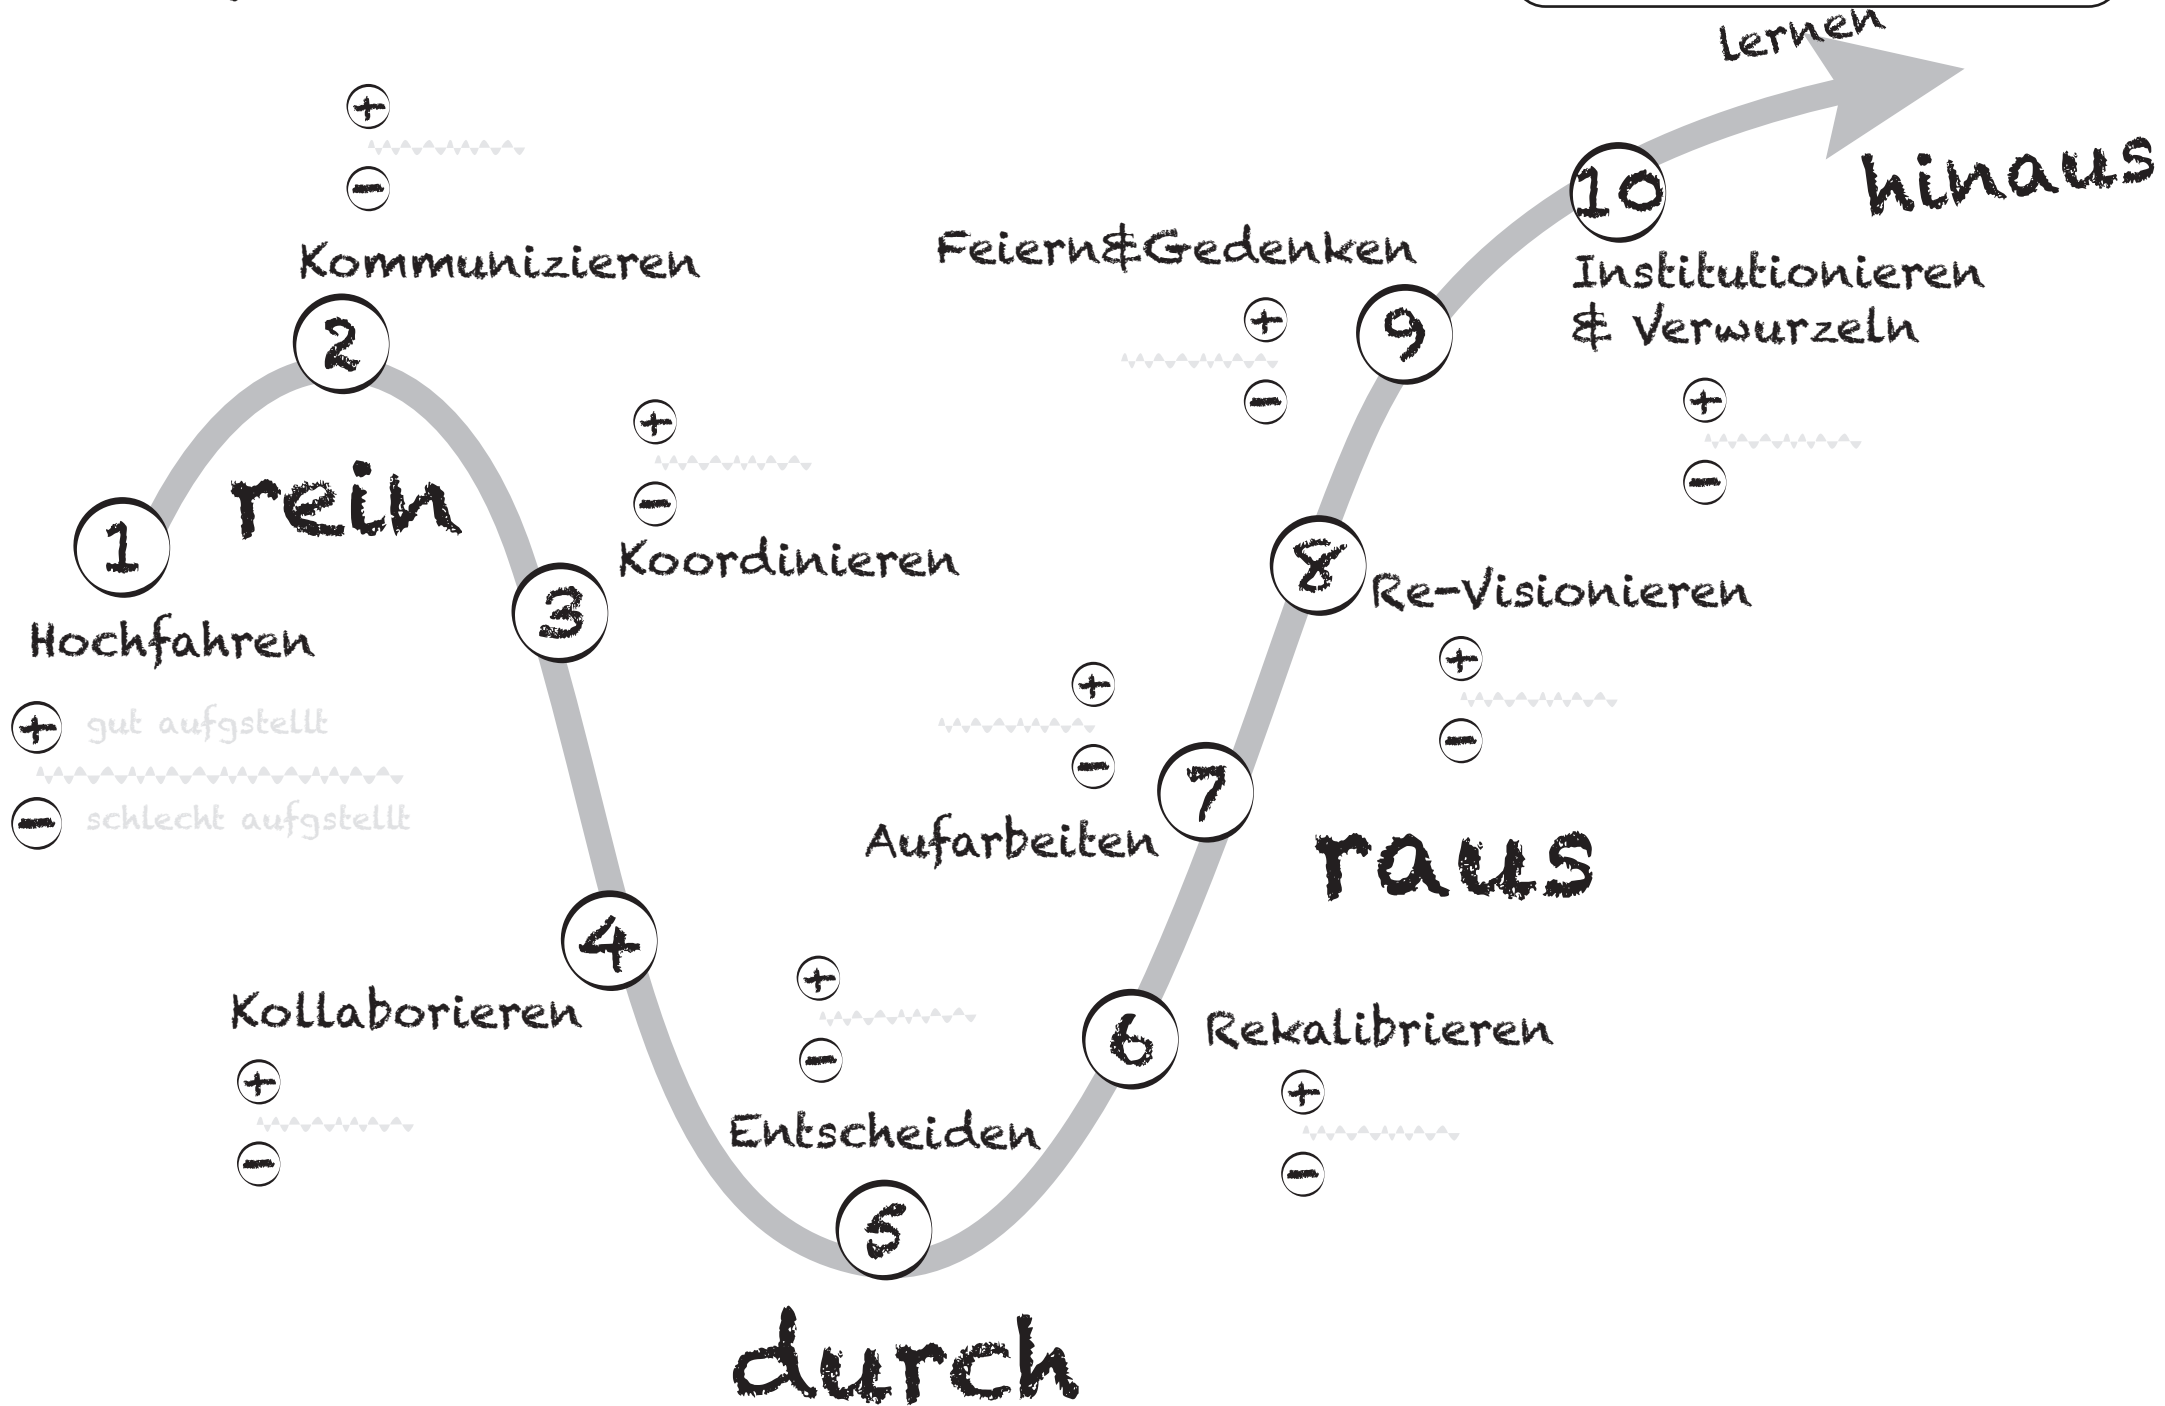 lernen
hinaus
+
-
Kommunizieren
2
rein
1
Hochfahren
+ gut aufgstellt
- schlecht aufgstellt
+
-
Koordinieren
3
4
Kollaborieren
+
-
+
-
Entscheiden
5
durch
6
Rekalibrieren
+
-
+
-
Aufarbeiten
7
raus
8
Re-Visionieren
+
-
Feiern&Gedenken
+
-
9
10
Institutionieren
& Verwurzeln
+
-